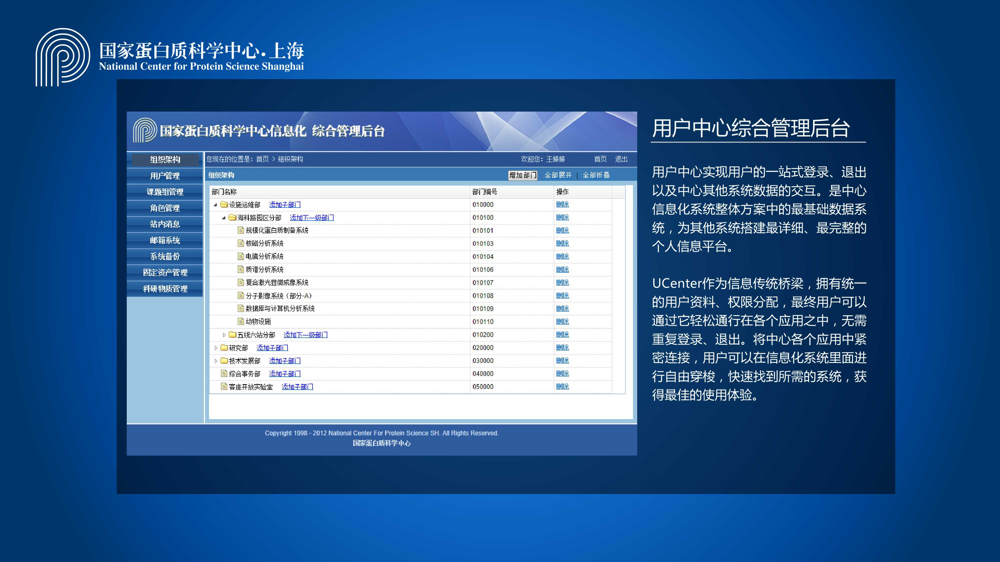 国家蛋白质科学中心·上海
National Center for Protein Science Shanghai
国家蛋白质科学中心信息化 综合管理后台
组织架构
用户管理
课题组管理
角色管理
站内消息
邮箱系统
系统备份
固定资产管理
科研物质管理
您现在的位置是：首页 > 组织架构 欢迎您：王婷婷 首页 退出
组织架构 增加部门 全部展开 | 全部折叠
部门名称 部门编号 操作
设施运维部 添加子部门 010000 删除
海科路园区分部 添加下一级部门 010100 删除
规模化蛋白质制备系统 010101 删除
核磁分析系统 010103 删除
电镜分析系统 010104 删除
质谱分析系统 010106 删除
复合激光显微成像系统 010107 删除
分子影像系统（部分-A） 010108 删除
数据库与计算机分析系统 010109 删除
动物设施 010110 删除
五线六站分部 添加下一级部门 010200 删除
研究部 添加子部门 020000 删除
技术发展部 添加子部门 030000 删除
综合事务部 添加子部门 040000 删除
客座开放实验室 添加子部门 050000 删除
Copyright 1998 - 2012 National Center For Protein Science SH. All Rights Reserved.
国家蛋白质科学中心
用户中心综合管理后台
用户中心实现用户的一站式登录、退出
以及中心其他系统数据的交互。是中心
信息化系统整体方案中的最基础数据系
统，为其他系统搭建最详细、最完整的
个人信息平台。
UCenter作为信息传统桥梁，拥有统一
的用户资料、权限分配，最终用户可以
通过它轻松通行在各个应用之中，无需
重复登录、退出。将中心各个应用中紧
密连接，用户可以在信息化系统里面进
行自由穿梭，快速找到所需的系统，获
得最佳的使用体验。